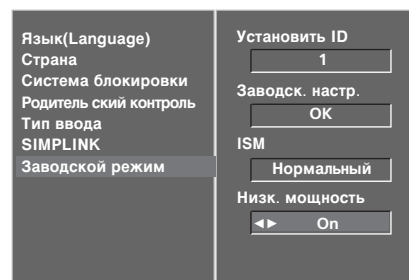 Язык(Language)
Страна
Система блокировки
Родитель ский контроль
Тип ввода
SIMPLINK
Заводской режим
Установить ID
1
Заводск. настр.
OK
ISM
Нормальный
Низк. мощность
◄► On